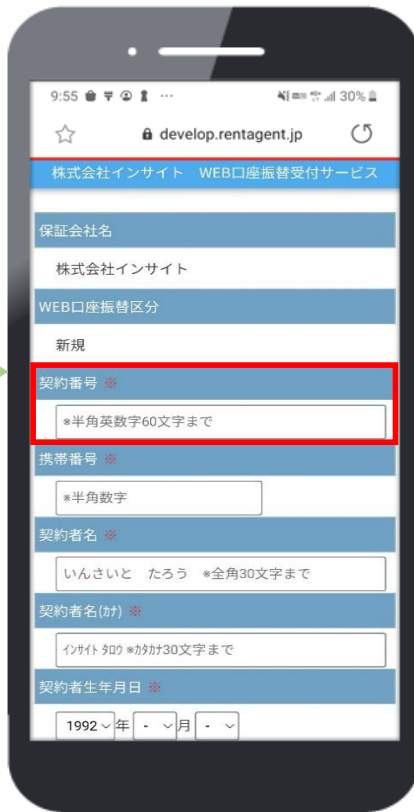 9:55 ··· 30%
develop.rentagent.jp
株式会社インサイト　WEB口座振替受付サービス
保証会社名
株式会社インサイト
WEB口座振替区分
新規
契約番号 ※
※半角英数字60文字まで
携帯番号 ※
※半角数字
契約者名 ※
いんさいと　たろう　※全角30文字まで
契約者名(ｶﾅ) ※
ｲﾝｻｲﾄ ﾀﾛｳ ※ｶﾀｶﾅ30文字まで
契約者生年月日 ※
1992 年 - 月 -